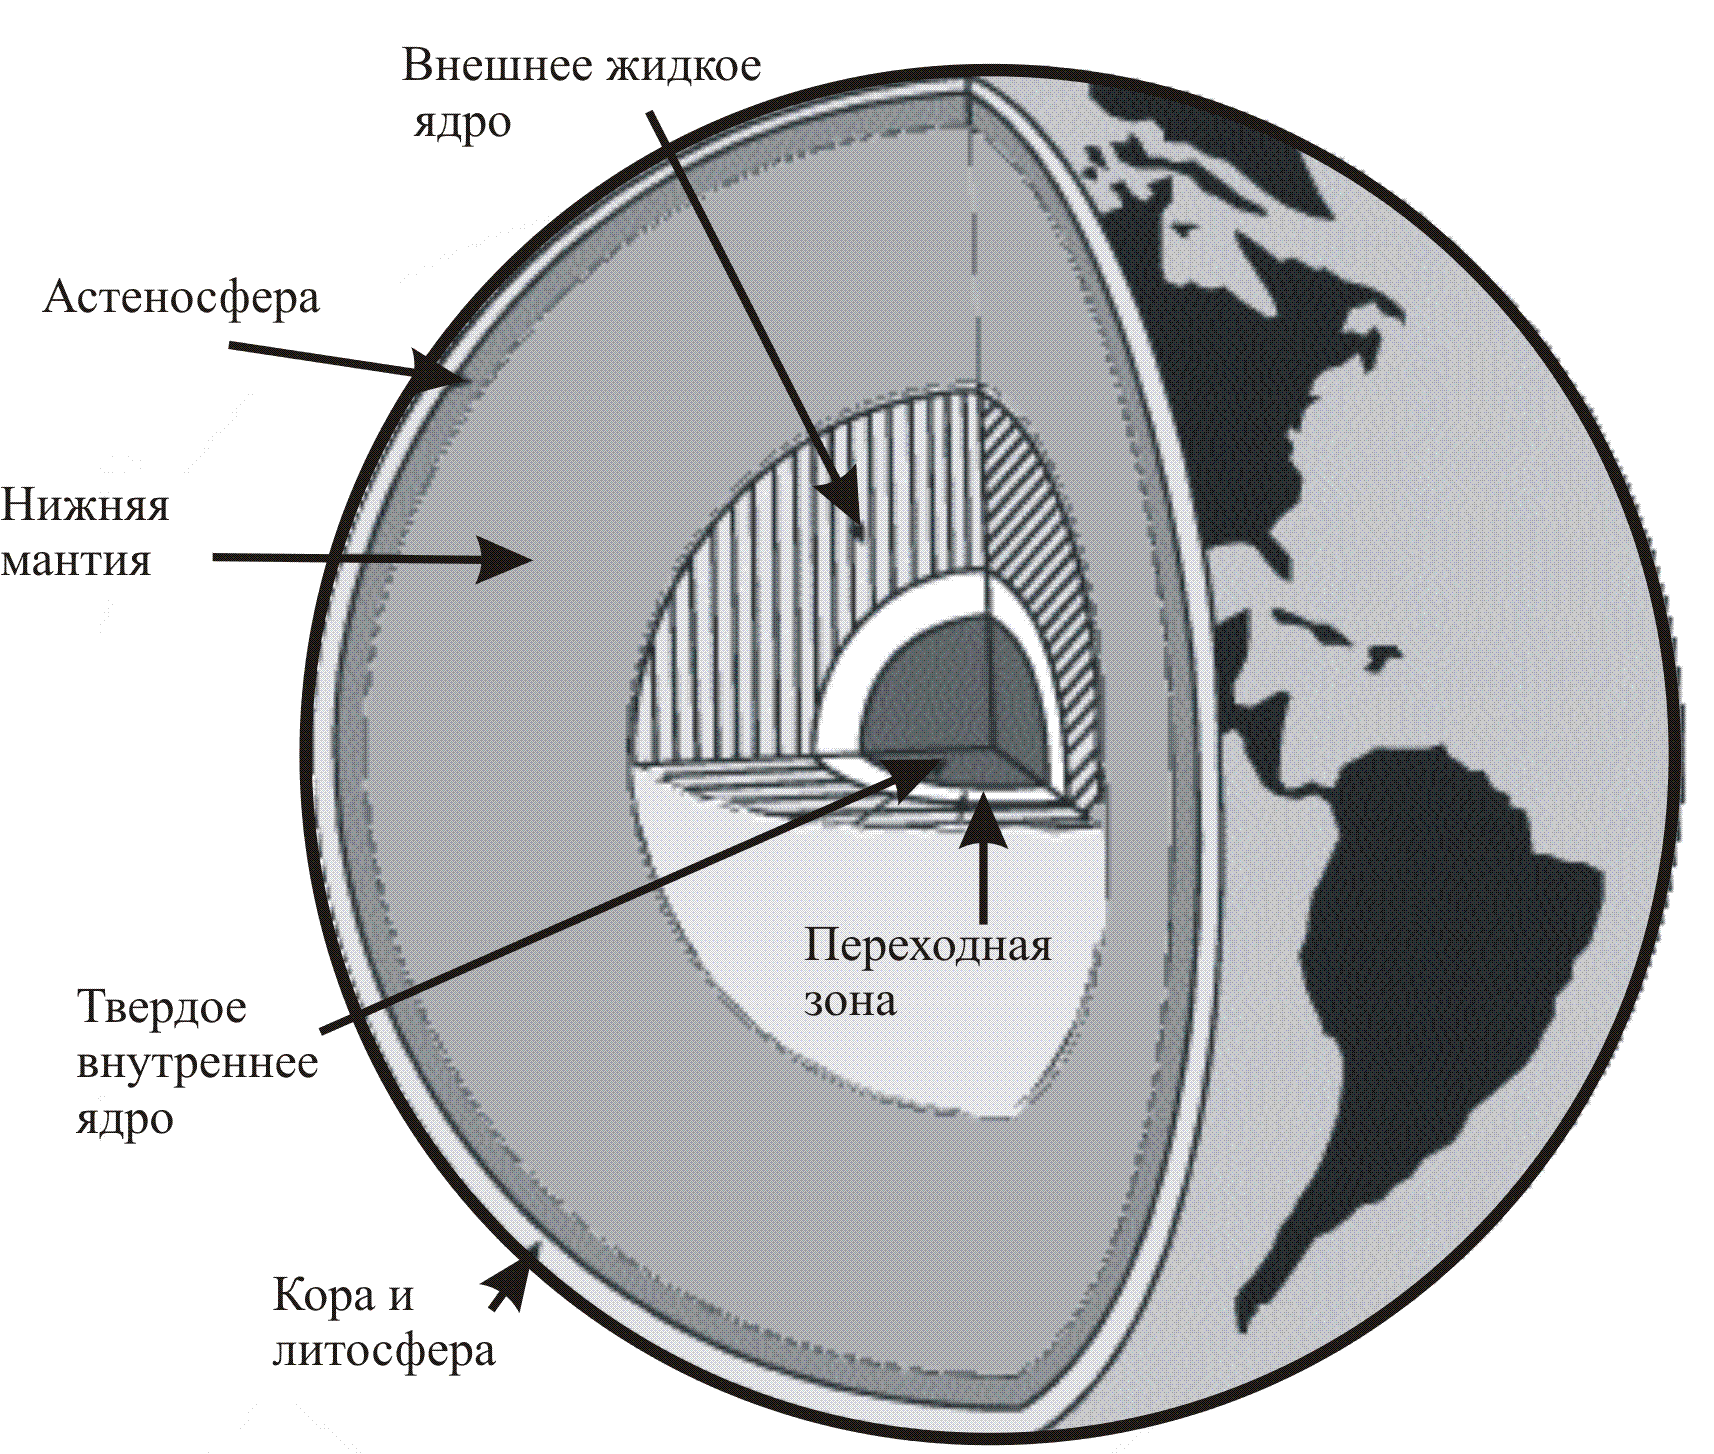 Внешнее жидкое
ядро
Астеносфера
Нижняя
мантия
Переходная
зона
Твердое
внутреннее
ядро
Кора и
литосфера